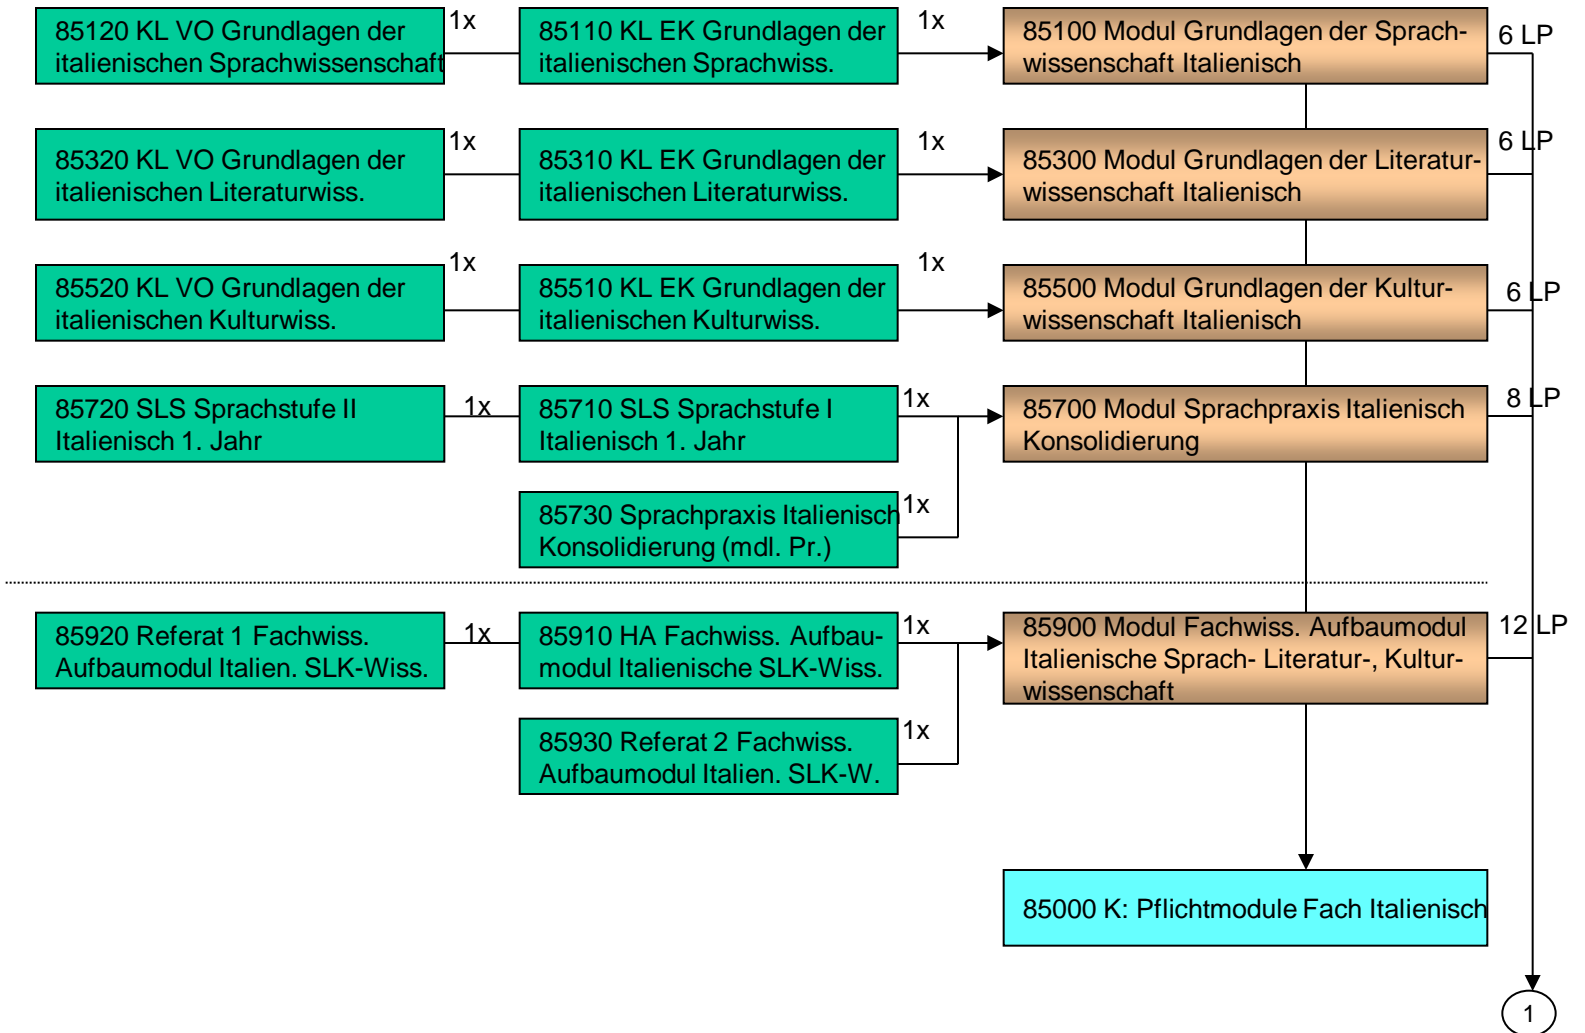 85120 KL VO Grundlagen der
italienischen Sprachwissenschaft
1x
85110 KL EK Grundlagen der
italienischen Sprachwiss.
1x
85100 Modul Grundlagen der Sprach-
wissenschaft Italienisch
6 LP
85320 KL VO Grundlagen der
italienischen Literaturwiss.
1x
85310 KL EK Grundlagen der
italienischen Literaturwiss.
1x
85300 Modul Grundlagen der Literatur-
wissenschaft Italienisch
6 LP
85520 KL VO Grundlagen der
italienischen Kulturwiss.
1x
85510 KL EK Grundlagen der
italienischen Kulturwiss.
1x
85500 Modul Grundlagen der Kultur-
wissenschaft Italienisch
6 LP
85720 SLS Sprachstufe II
Italienisch 1. Jahr
1x
85710 SLS Sprachstufe I
Italienisch 1. Jahr
1x
85700 Modul Sprachpraxis Italienisch
Konsolidierung
8 LP
85730 Sprachpraxis Italienisch
Konsolidierung (mdl. Pr.)
1x
85920 Referat 1 Fachwiss.
Aufbaumodul Italien. SLK-Wiss.
1x
85910 HA Fachwiss. Aufbau-
modul Italienische SLK-Wiss.
1x
85900 Modul Fachwiss. Aufbaumodul
Italienische Sprach- Literatur-, Kultur-
wissenschaft
12 LP
85930 Referat 2 Fachwiss.
Aufbaumodul Italien. SLK-W.
1x
85000 K: Pflichtmodule Fach Italienisch
1